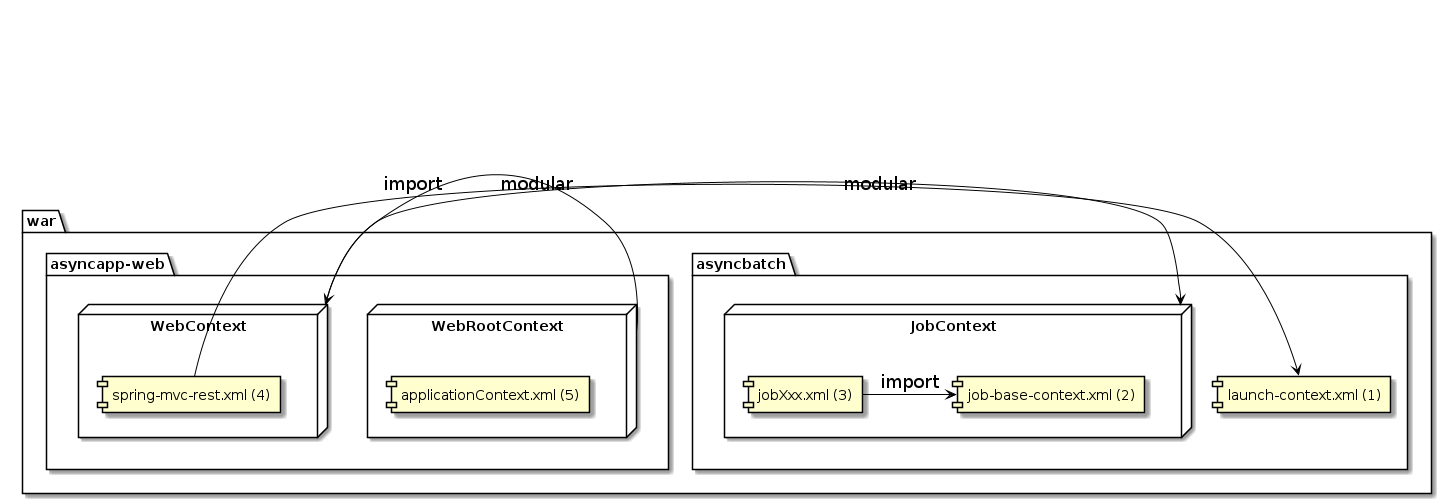 import
modular
modular
war
asyncapp-web
asyncbatch
WebContext
WebRootContext
JobContext
import
spring-mvc-rest.xml (4)
applicationContext.xml (5)
jobXxx.xml (3)
job-base-context.xml (2)
launch-context.xml (1)